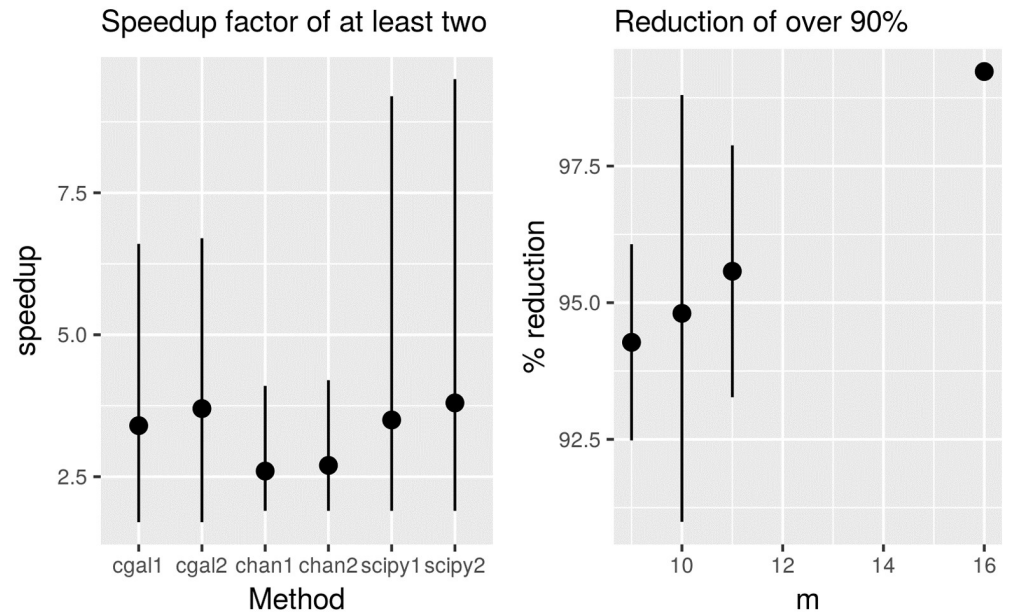 Speedup factor of at least two
speedup
7.5
5.0
2.5
cgal1 cgal2 chan1 chan2 scipy1 scipy2
Method
Reduction of over 90%
% reduction
97.5
95.0
92.5
10 12 14 16
m